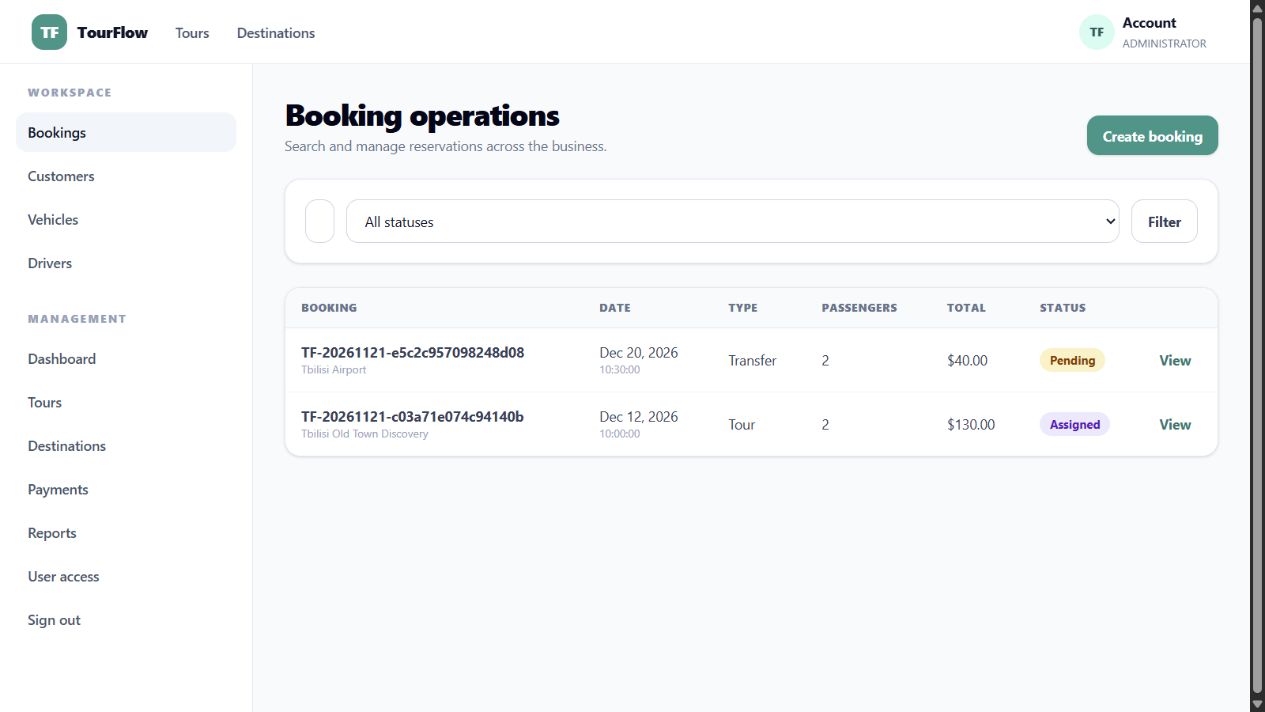 TF TourFlow Tours Destinations
TF Account
ADMINISTRATOR
WORKSPACE
Bookings
Customers
Vehicles
Drivers
MANAGEMENT
Dashboard
Tours
Destinations
Payments
Reports
User access
Sign out
Booking operations
Search and manage reservations across the business.
Create booking
All statuses
Filter
BOOKING DATE TYPE PASSENGERS TOTAL STATUS
TF-20261121-e5c2c957098248d08 Dec 20, 2026 Transfer 2 $40.00 Pending View
Tbilisi Airport 10:30:00
TF-20261121-c03a71e074c94140b Dec 12, 2026 Tour 2 $130.00 Assigned View
Tbilisi Old Town Discovery 10:00:00